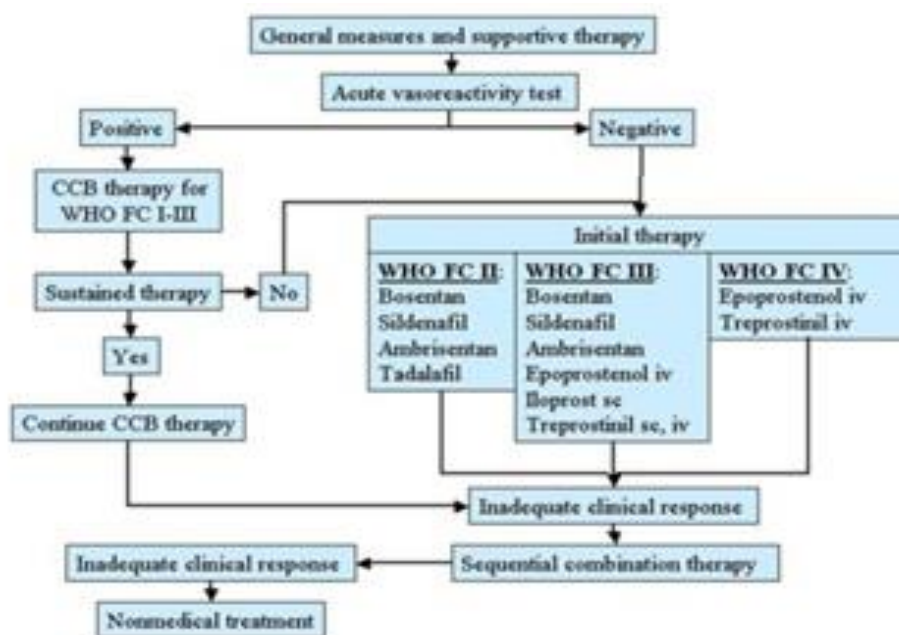 General measures and supportive therapy
Acute vasoreactivity test
Positive
Negative
CCB therapy for
WHO FC I-III
Initial therapy
WHO FC II:
Bosentan
Sildenafil
Ambrisentan
Tadalafil
WHO FC III:
Bosentan
Sildenafil
Ambrisentan
Epoprostenol iv
Iloprost sc
Treprostinil sc, iv
WHO FC IV:
Epoprostenol iv
Treprostinil iv
Sustained therapy
No
Yes
Continue CCB therapy
Inadequate clinical response
Sequential combination therapy
Inadequate clinical response
Nonmedical treatment